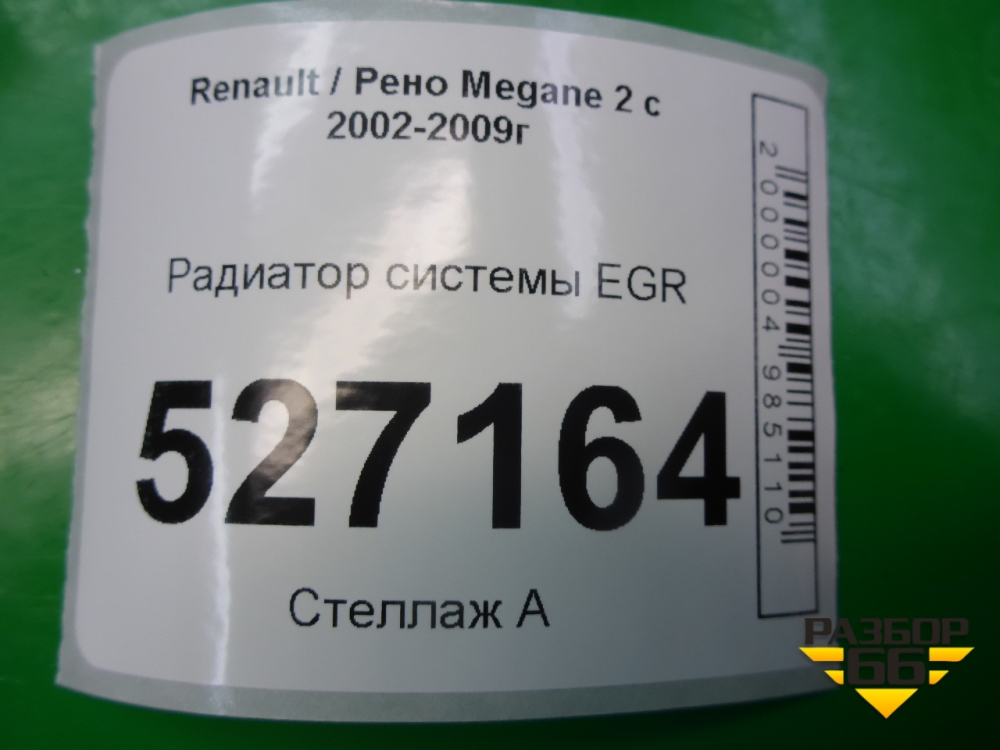 Renault / Рено Megane 2 с
2002-2009г
Радиатор системы EGR
527164
Стеллаж А
2000004985110
РАЗБОР
66